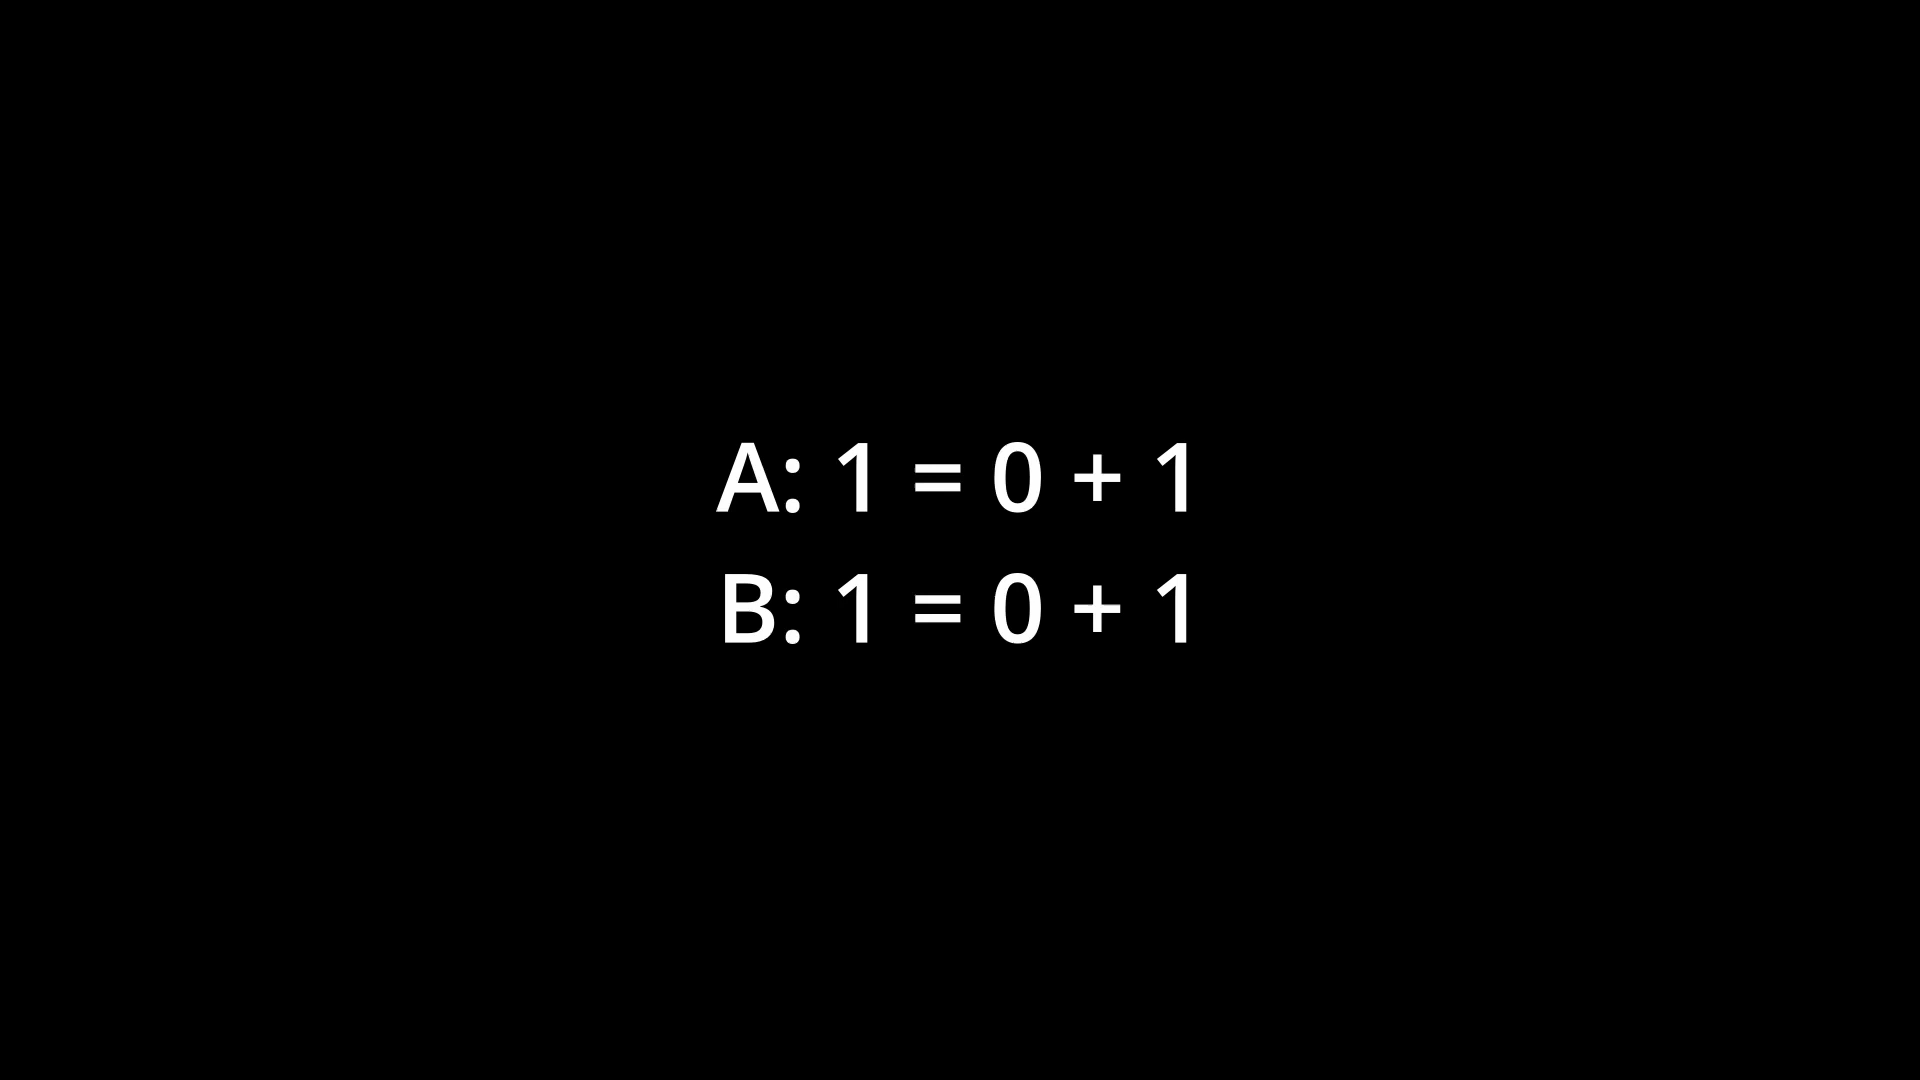 A: 1 = 0 + 1
B: 1 = 0 + 1